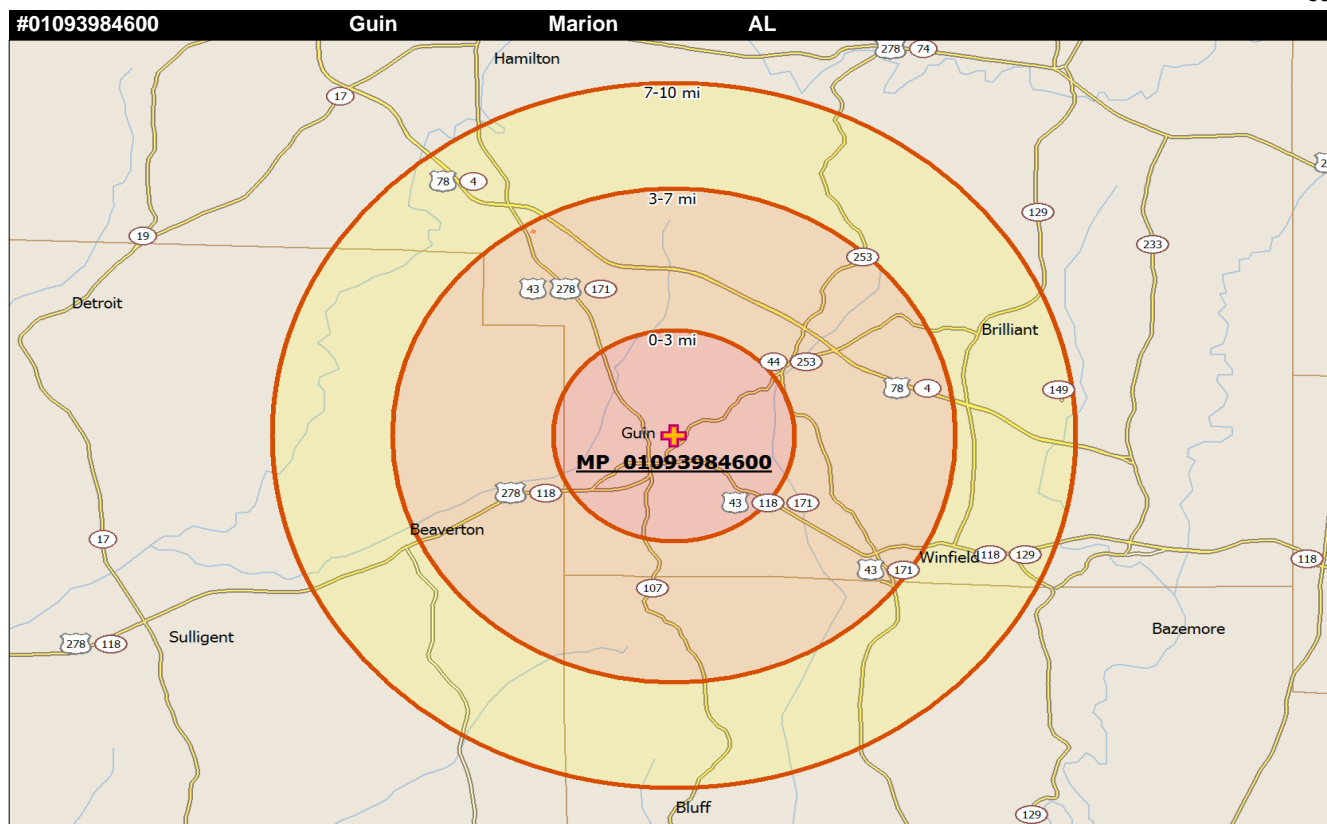 #01093984600 Guin Marion AL
278 74
Hamilton
7-10 mi
17
78 4
3-7 mi
129
19
253
233
43 278 171
Detroit
0-3 mi
Brilliant
44 253
78 4
149
Guin
MP 01093984600
278 118
43 118 171
Beaverton
17
Winfield 118 129
118
43 171
107
Bazemore
278 118
Sulligent
Bluff
129